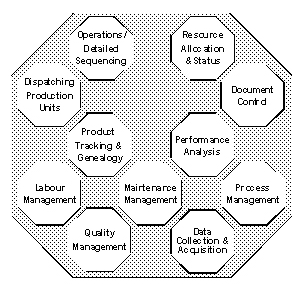 Operations/
Detailed
Sequencing
Resource
Allocation
& Status
Dispatching
Production
Units
Document
Control
Product
Tracking &
Genealogy
Performance
Analysis
Labour
Management
Maintenance
Management
Process
Management
Quality
Management
Data
Collection &
Acquisition